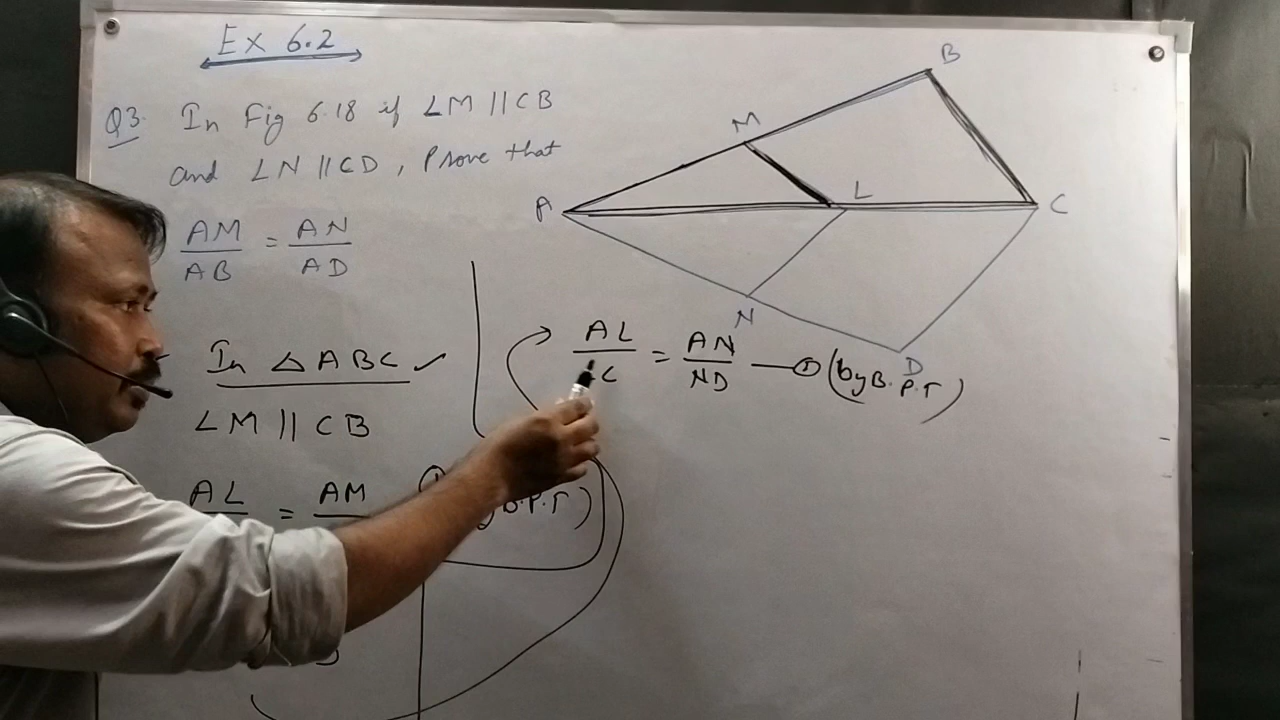 Ex 6.2
Q3. In Fig 6.18 if LM || CB
and LN || CD, Prove that
AM = AN
AB AD
In △ ABC ✓
LM || CB
AL = AM
B.P.T)
AL = AN — (by B.P.T)
C ND
A
M
B
L
C
N
D